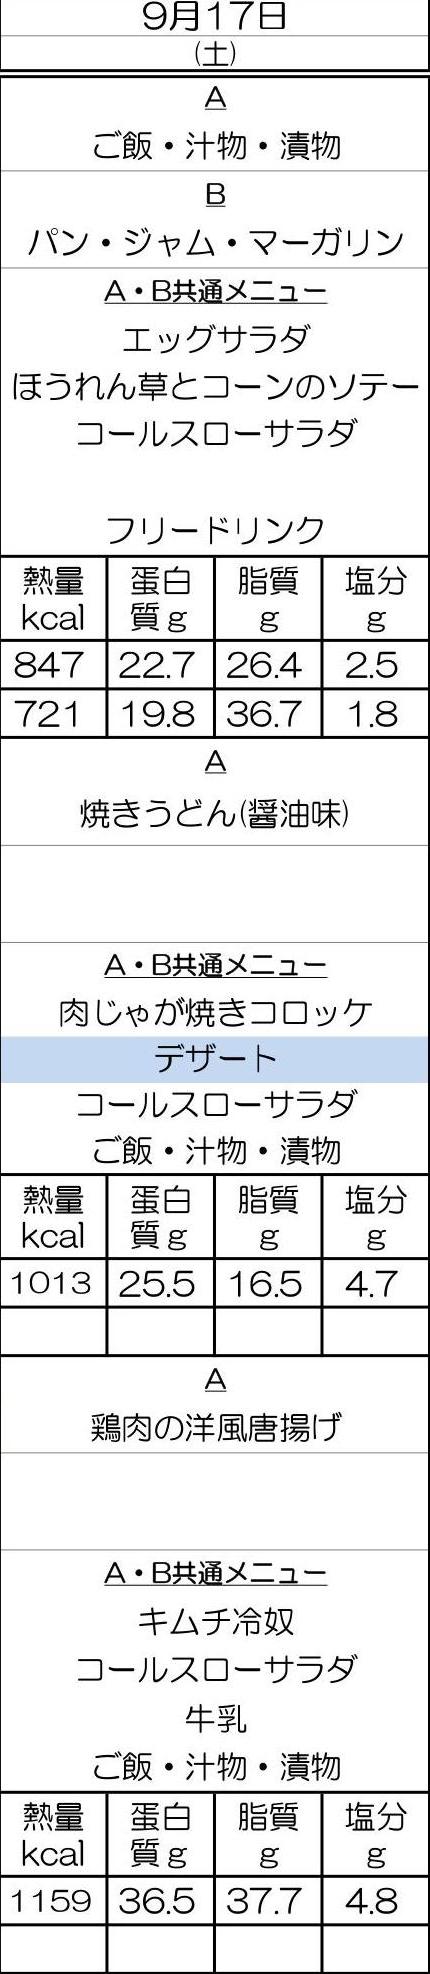 9月17日
(土)
A
ご飯・汁物・漬物
B
パン・ジャム・マーガリン
A・B共通メニュー
エッグサラダ
ほうれん草とコーンのソテー
コールスローサラダ
フリードリンク
熱量 蛋白 脂質 塩分
kcal 質g g g
847 22.7 26.4 2.5
721 19.8 36.7 1.8
A
焼きうどん(醤油味)
A・B共通メニュー
肉じゃが焼きコロッケ
デザート
コールスローサラダ
ご飯・汁物・漬物
熱量 蛋白 脂質 塩分
kcal 質g g g
1013 25.5 16.5 4.7
A
鶏肉の洋風唐揚げ
A・B共通メニュー
キムチ冷奴
コールスローサラダ
牛乳
ご飯・汁物・漬物
熱量 蛋白 脂質 塩分
kcal 質g g g
1159 36.5 37.7 4.8